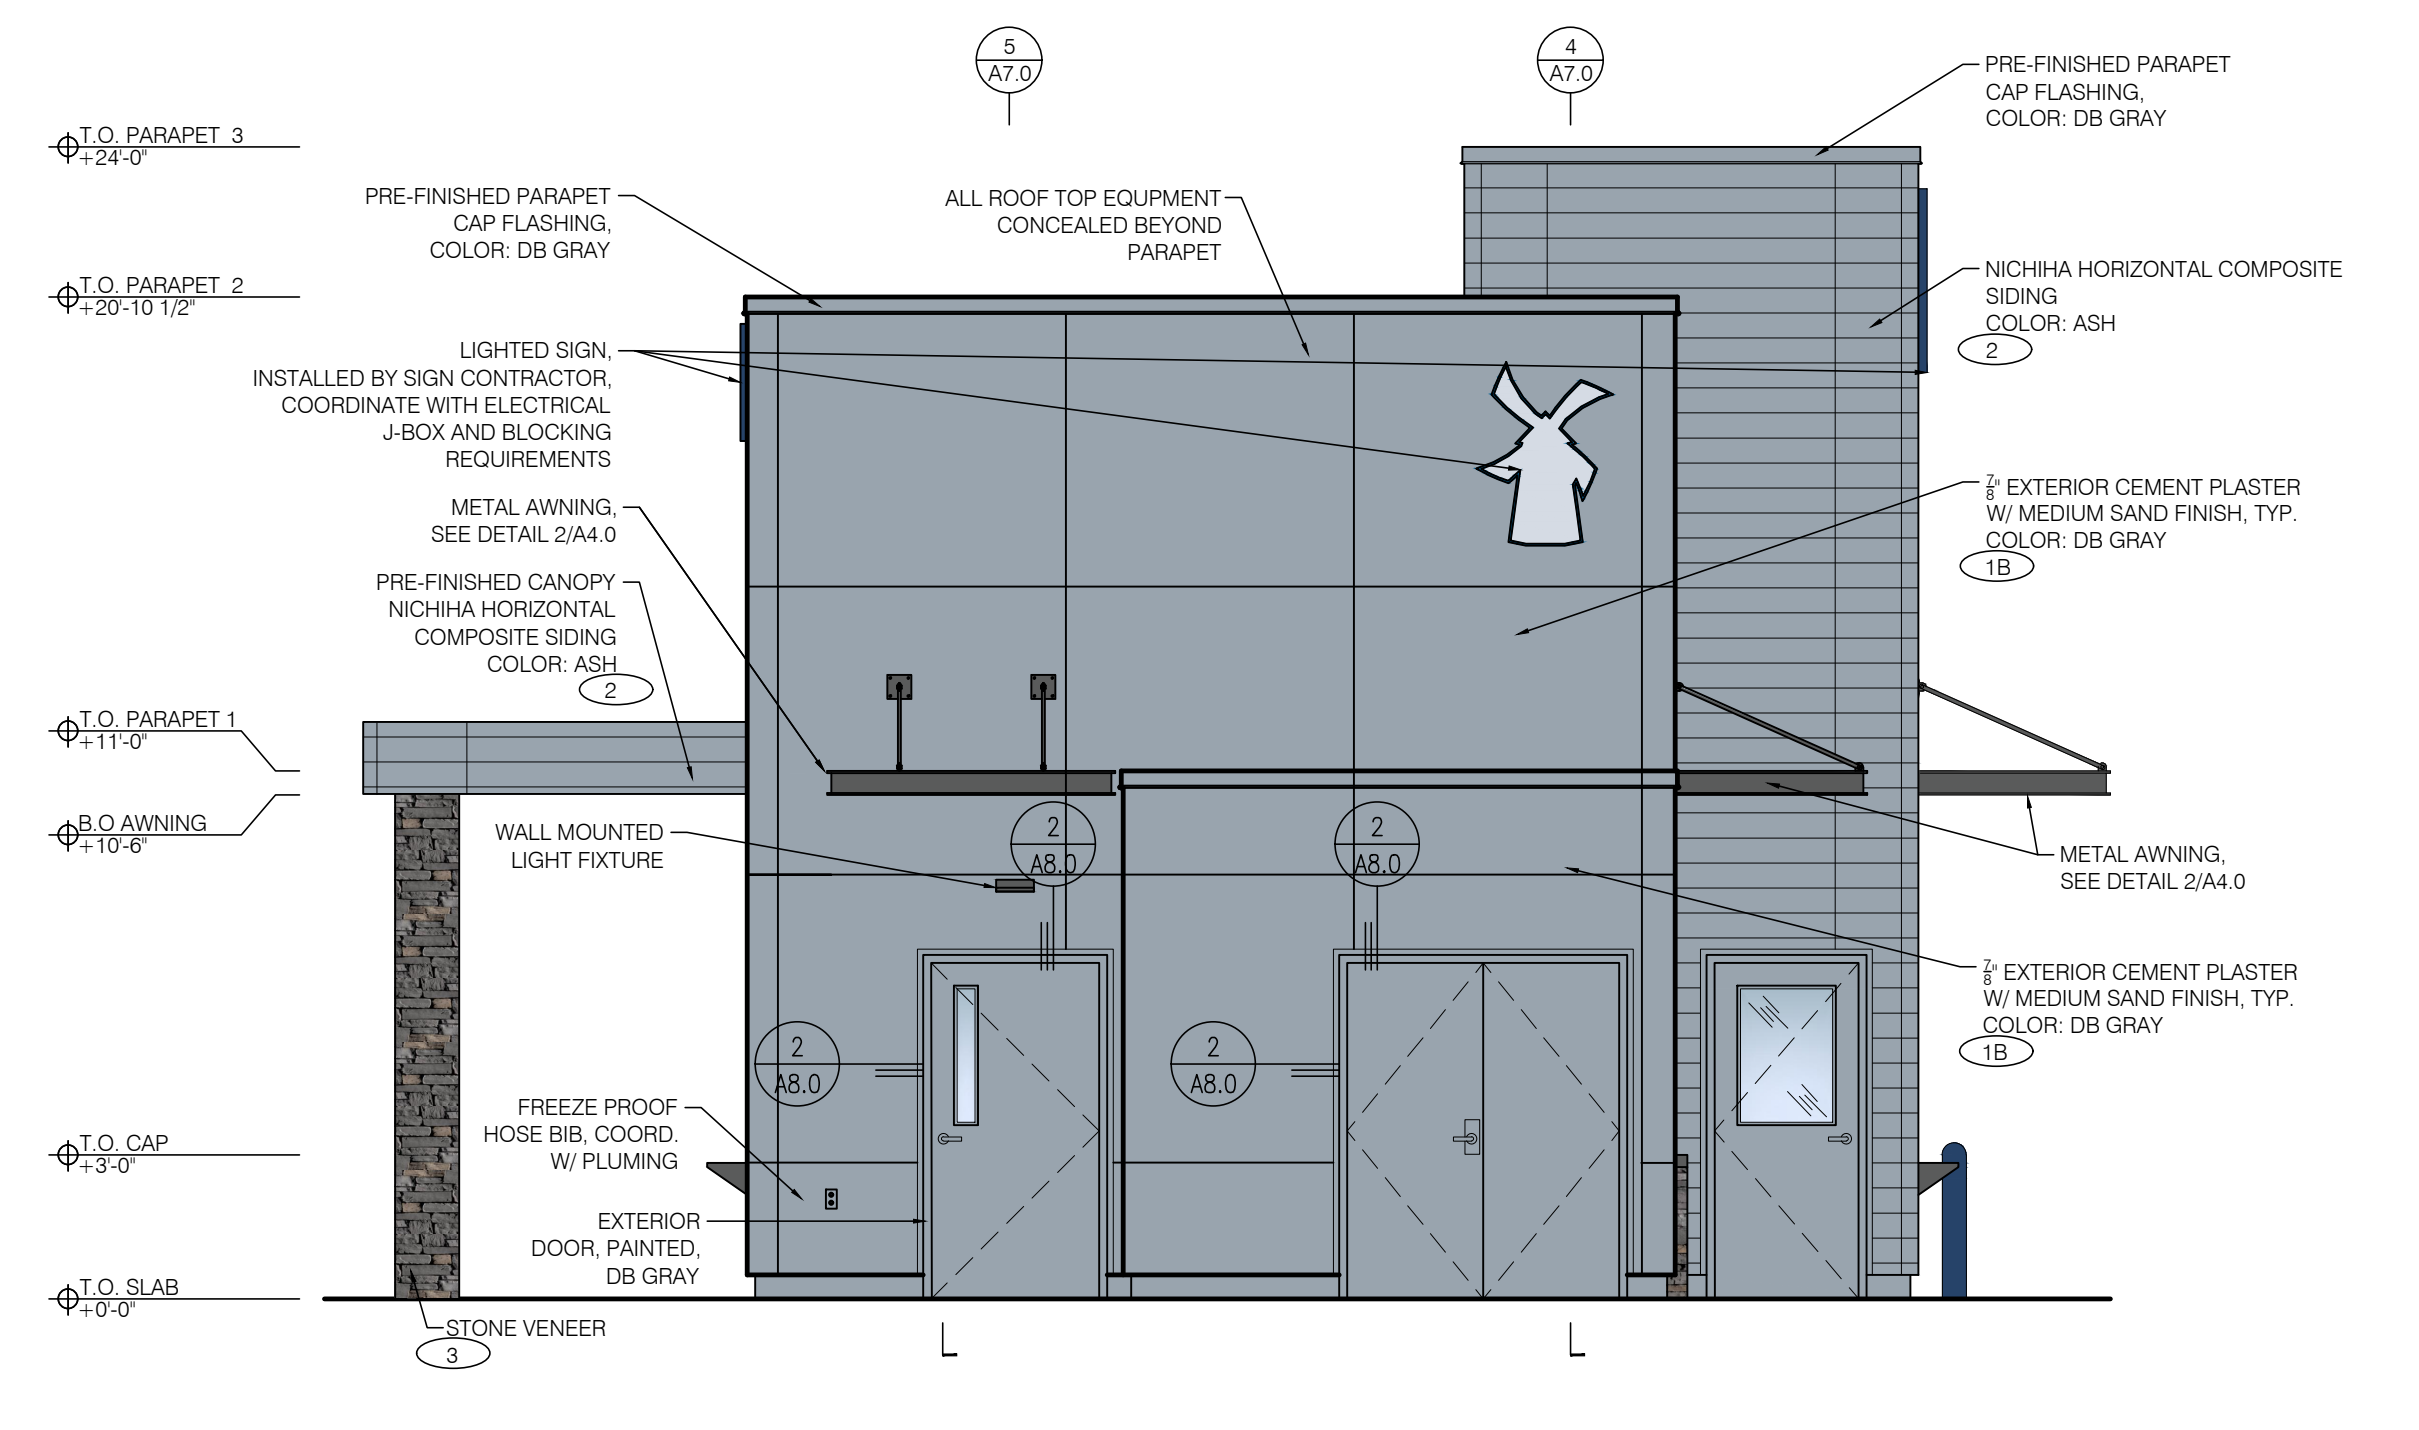 5
A7.0
4
A7.0
PRE-FINISHED PARAPET
CAP FLASHING,
COLOR: DB GRAY
T.O. PARAPET 3
+24'-0"
PRE-FINISHED PARAPET
CAP FLASHING,
COLOR: DB GRAY
ALL ROOF TOP EQUPMENT
CONCEALED BEYOND
PARAPET
T.O. PARAPET 2
+20'-10 1/2"
NICHIHA HORIZONTAL COMPOSITE
SIDING
COLOR: ASH
2
LIGHTED SIGN,
INSTALLED BY SIGN CONTRACTOR,
COORDINATE WITH ELECTRICAL
J-BOX AND BLOCKING
REQUIREMENTS
METAL AWNING,
SEE DETAIL 2/A4.0
7/8" EXTERIOR CEMENT PLASTER
W/ MEDIUM SAND FINISH, TYP.
COLOR: DB GRAY
1B
PRE-FINISHED CANOPY
NICHIHA HORIZONTAL
COMPOSITE SIDING
COLOR: ASH
2
T.O. PARAPET 1
+11'-0"
B.O AWNING
+10'-6"
WALL MOUNTED
LIGHT FIXTURE
2
A8.0
2
A8.0
METAL AWNING,
SEE DETAIL 2/A4.0
7/8" EXTERIOR CEMENT PLASTER
W/ MEDIUM SAND FINISH, TYP.
COLOR: DB GRAY
1B
2
A8.0
2
A8.0
FREEZE PROOF
HOSE BIB, COORD.
W/ PLUMING
T.O. CAP
+3'-0"
EXTERIOR
DOOR, PAINTED,
DB GRAY
T.O. SLAB
+0'-0"
STONE VENEER
3